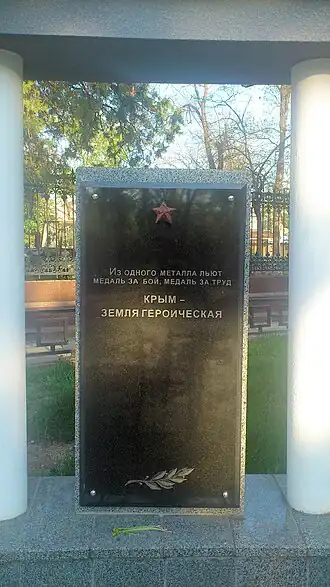 Из одного металла льют
медаль за бой, медаль за труд
КРЫМ –
ЗЕМЛЯ ГЕРОИЧЕСКАЯ